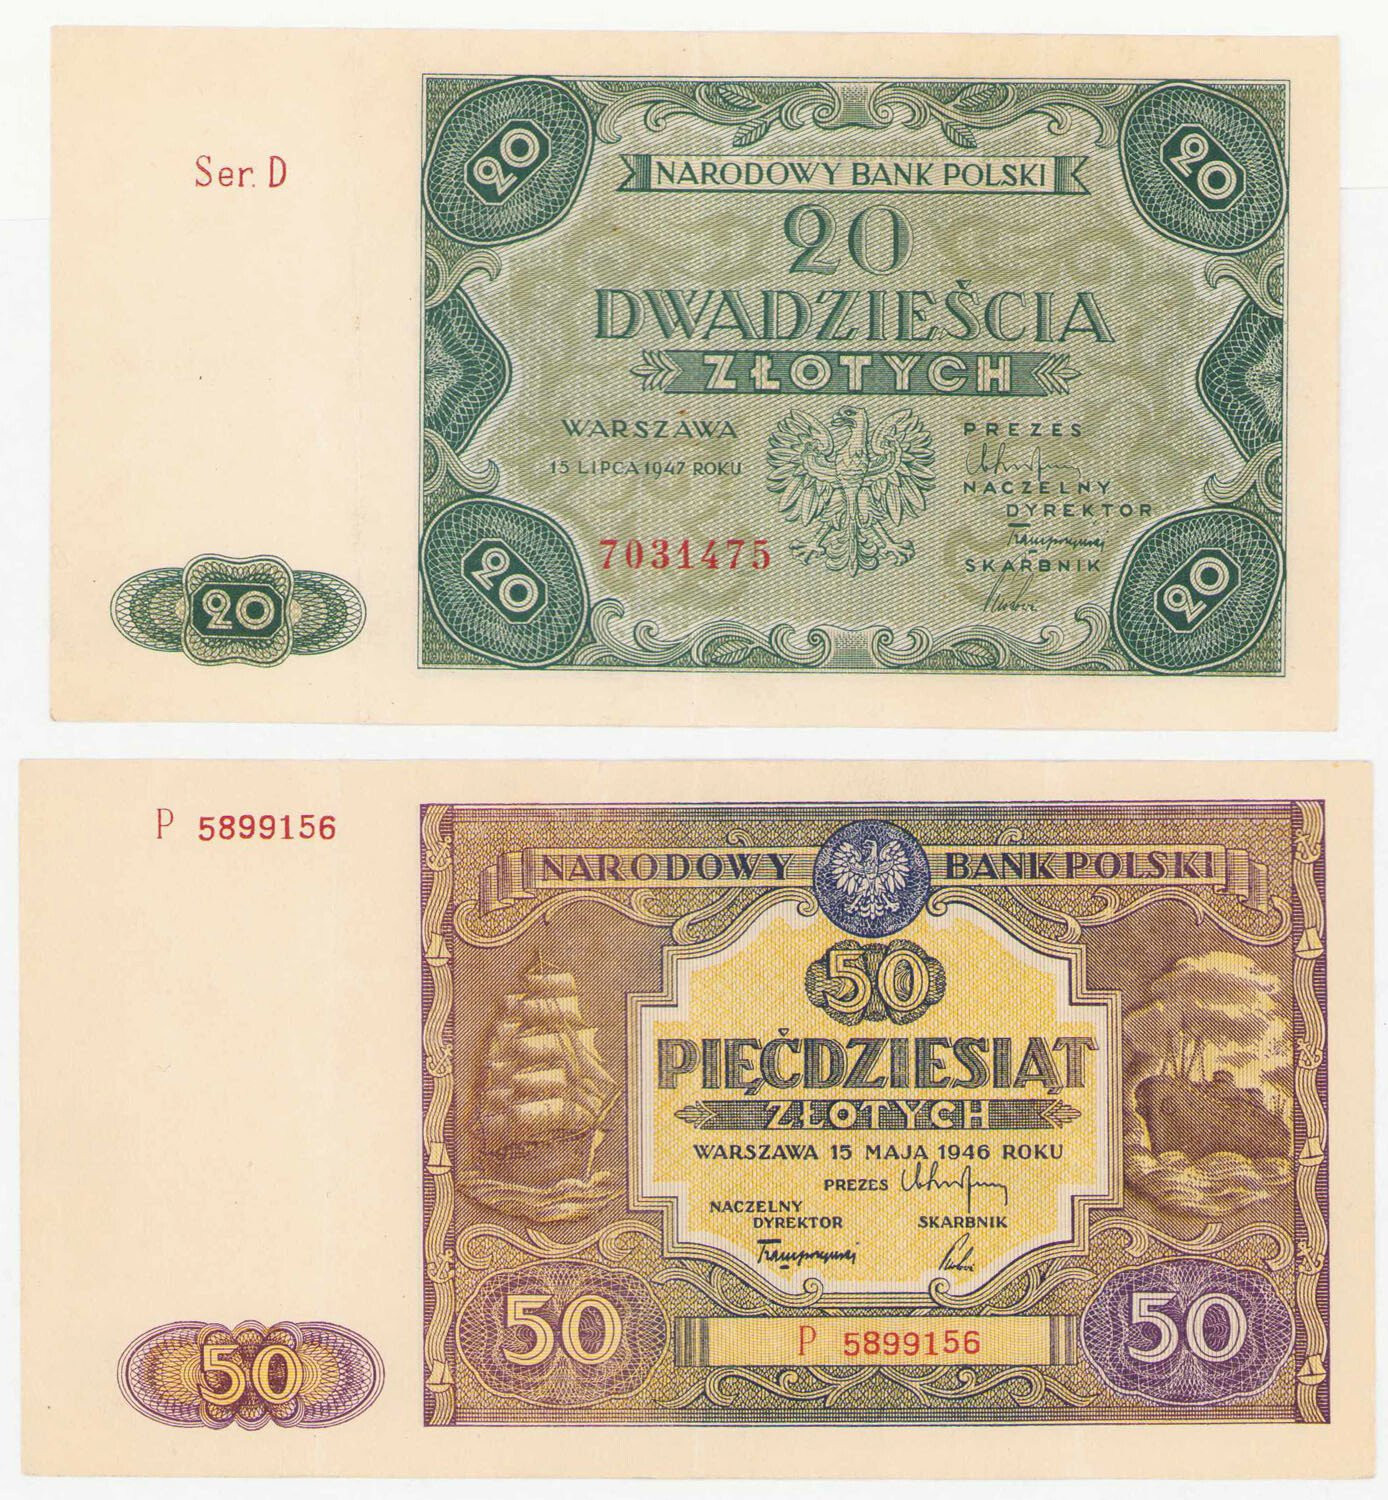 Ser. D
20
20
NARODOWY BANK POLSKI
20
DWADZIEŚCIA
ZŁOTYCH
WARSZAWA
15 LIPCA 1947 ROKU
PREZES
NACZELNY
DYREKTOR
SKARBNIK
7031475
20
20
20
P 5899156
NARODOWY BANK POLSKI
50
PIĘĆDZIESIĄT
ZŁOTYCH
WARSZAWA 15 MAJA 1946 ROKU
PREZES
NACZELNY
DYREKTOR
SKARBNIK
50
50
50
P 5899156